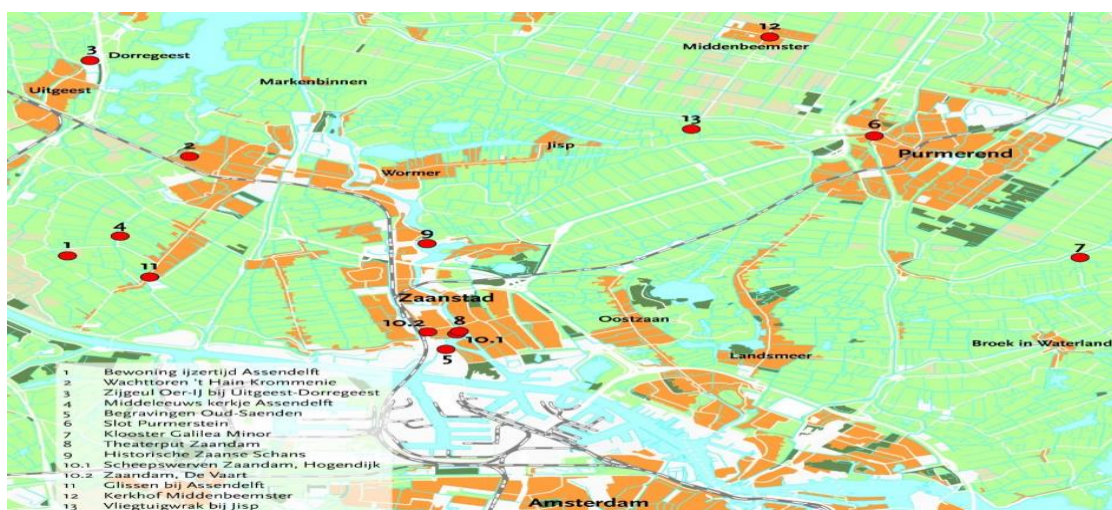 12
3 Dorregeest
Middenbeemster
Markenbinnen
Uitgeest
13
6
2
Jisp
Purmerend
Wormer
4
9
1
7
11
Zaanstad
Oostzaan
10.2
8
10.1
Broek in Waterland
5
Landsmeer
1 Bewoning ijzertijd Assendelft
2 Wachttoren 't Hain Krommenie
3 Zijgeul Oer-IJ bij Uitgeest-Dorregeest
4 Middeleeuws kerkje Assendelft
5 Begravingen Oud-Saenden
6 Slot Purmerstein
7 Klooster Galilea Minor
8 Theaterput Zaandam
9 Historische Zaanse Schans
10.1 Scheepswerven Zaandam, Hogendijk
10.2 Zaandam, De Vaart
11 Glissen bij Assendelft
12 Kerkhof Middenbeemster
13 Vliegtuigwrak bij Jisp
Amsterdam